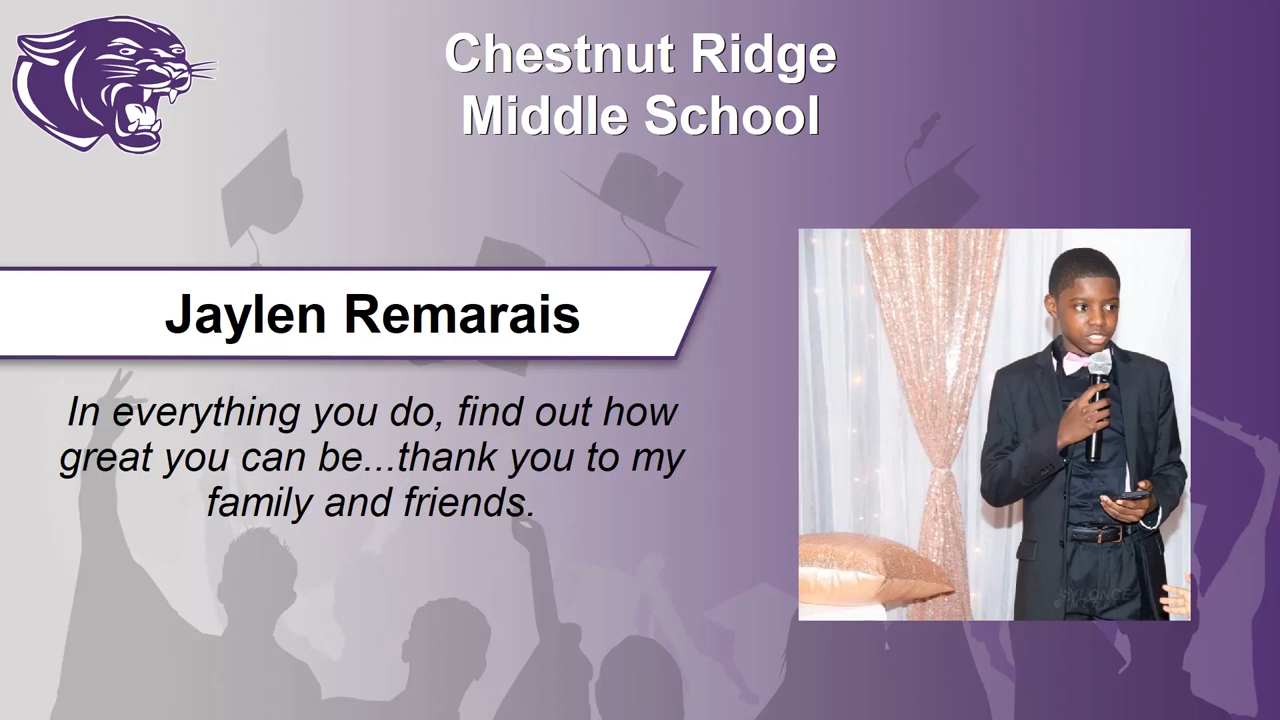 Chestnut Ridge
Middle School
Jaylen Remarais
In everything you do, find out how
great you can be...thank you to my
family and friends.